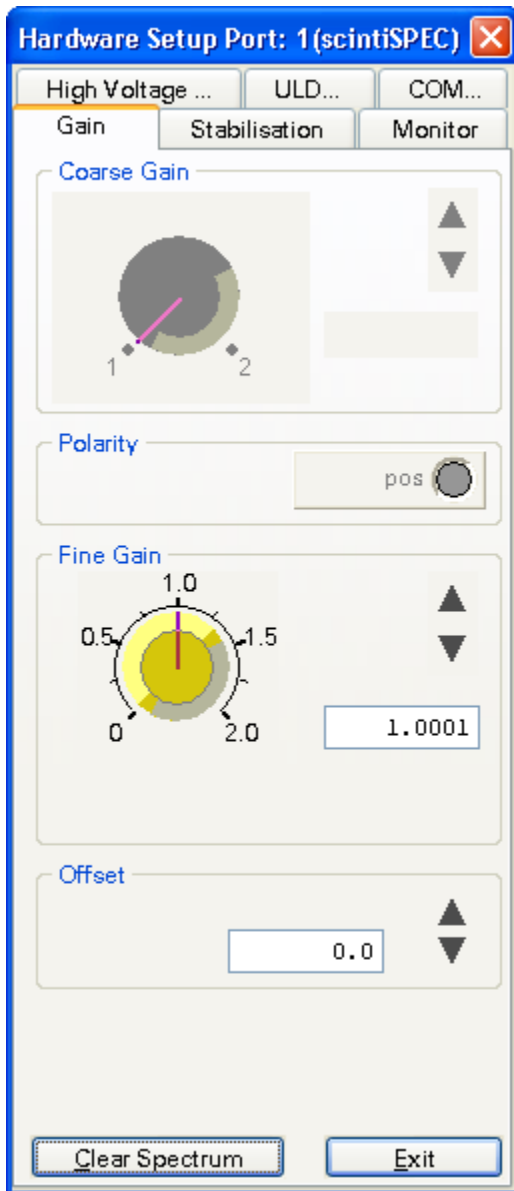 Hardware Setup Port: 1(scintiSPEC)
High Voltage ... ULD... COM...
Gain Stabilisation Monitor
Coarse Gain
1 2
Polarity
pos
Fine Gain
1.0
0.5 1.5
0 2.0
1.0001
Offset
0.0
Clear Spectrum Exit